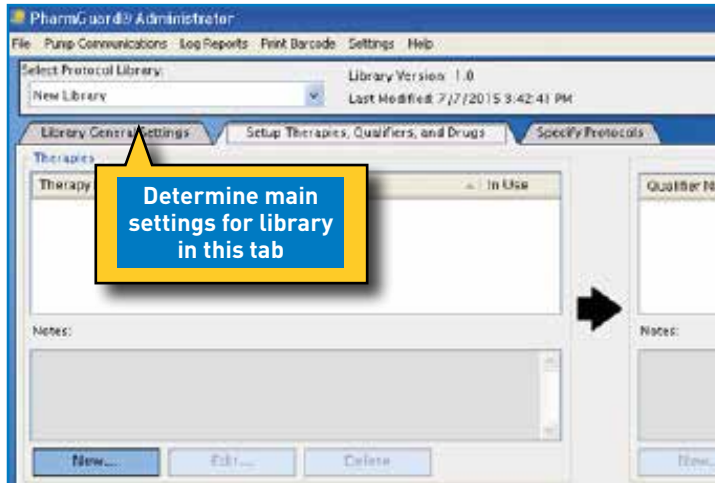 PharmGuard® Administrator
File Pump Communications Log Reports Print Barcode Settings Help
Select Protocol Library:
New Library
Library Version 1.0
Last Modified 7/7/2015 3:42:41 PM
Library General Settings
Setup Therapies, Qualifiers, and Drugs
Specify Protocols
Therapies
Therapy
In Use
Qualifier N
Determine main
settings for library
in this tab
Notes:
Notes:
New...
Edit...
Delete
New...